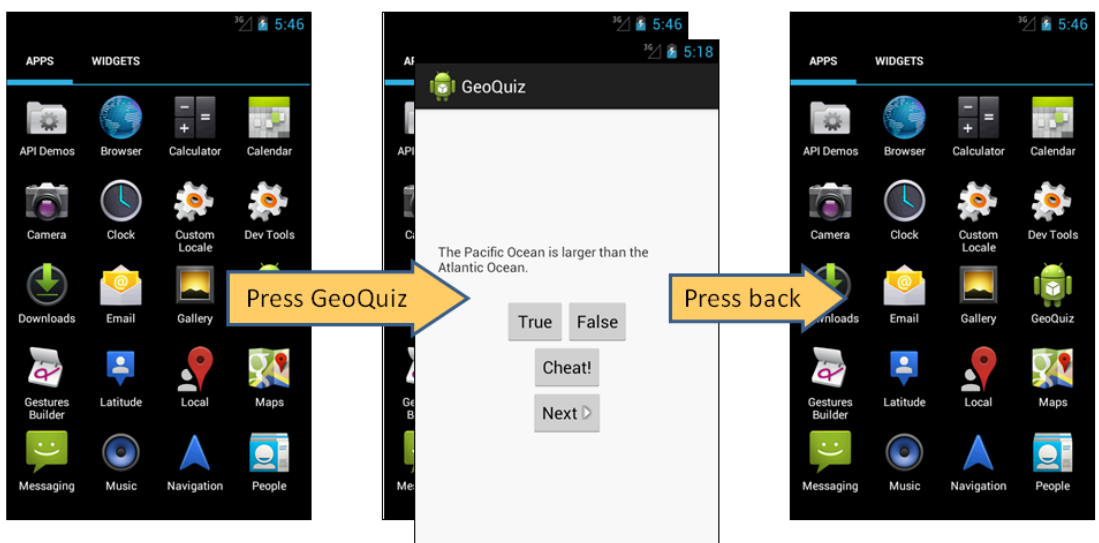 3G 5:46
APPS WIDGETS
API Demos Browser Calculator Calendar
Camera Clock Custom Locale Dev Tools
Downloads Email Gallery
Gestures Builder Latitude Local Maps
Messaging Music Navigation People
Press GeoQuiz
3G 5:46
3G 5:18
GeoQuiz
The Pacific Ocean is larger than the
Atlantic Ocean.
True False
Cheat!
Next
Press back
3G 5:46
APPS WIDGETS
API Demos Browser Calculator Calendar
Camera Clock Custom Locale Dev Tools
Email Gallery GeoQuiz
Gestures Builder Latitude Local Maps
Messaging Music Navigation People